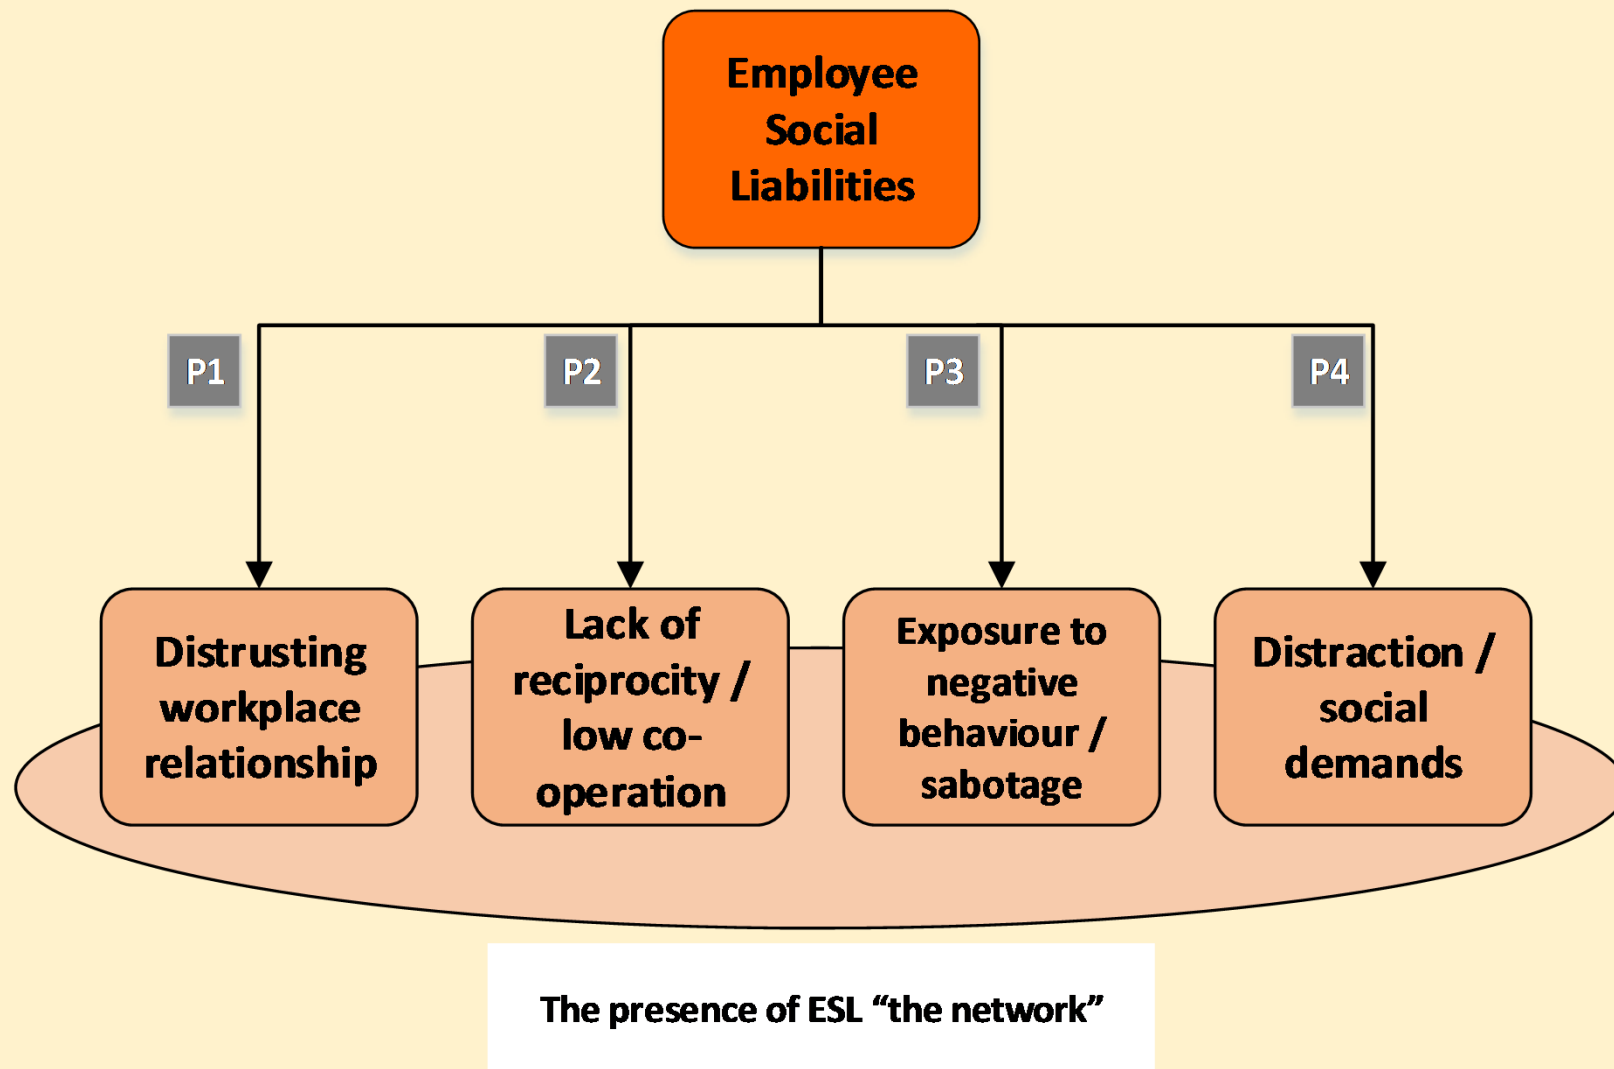 Employee
Social
Liabilities
P1
P2
P3
P4
Distrusting
workplace
relationship
Lack of
reciprocity /
low co-
operation
Exposure to
negative
behaviour /
sabotage
Distraction /
social
demands
The presence of ESL “the network”